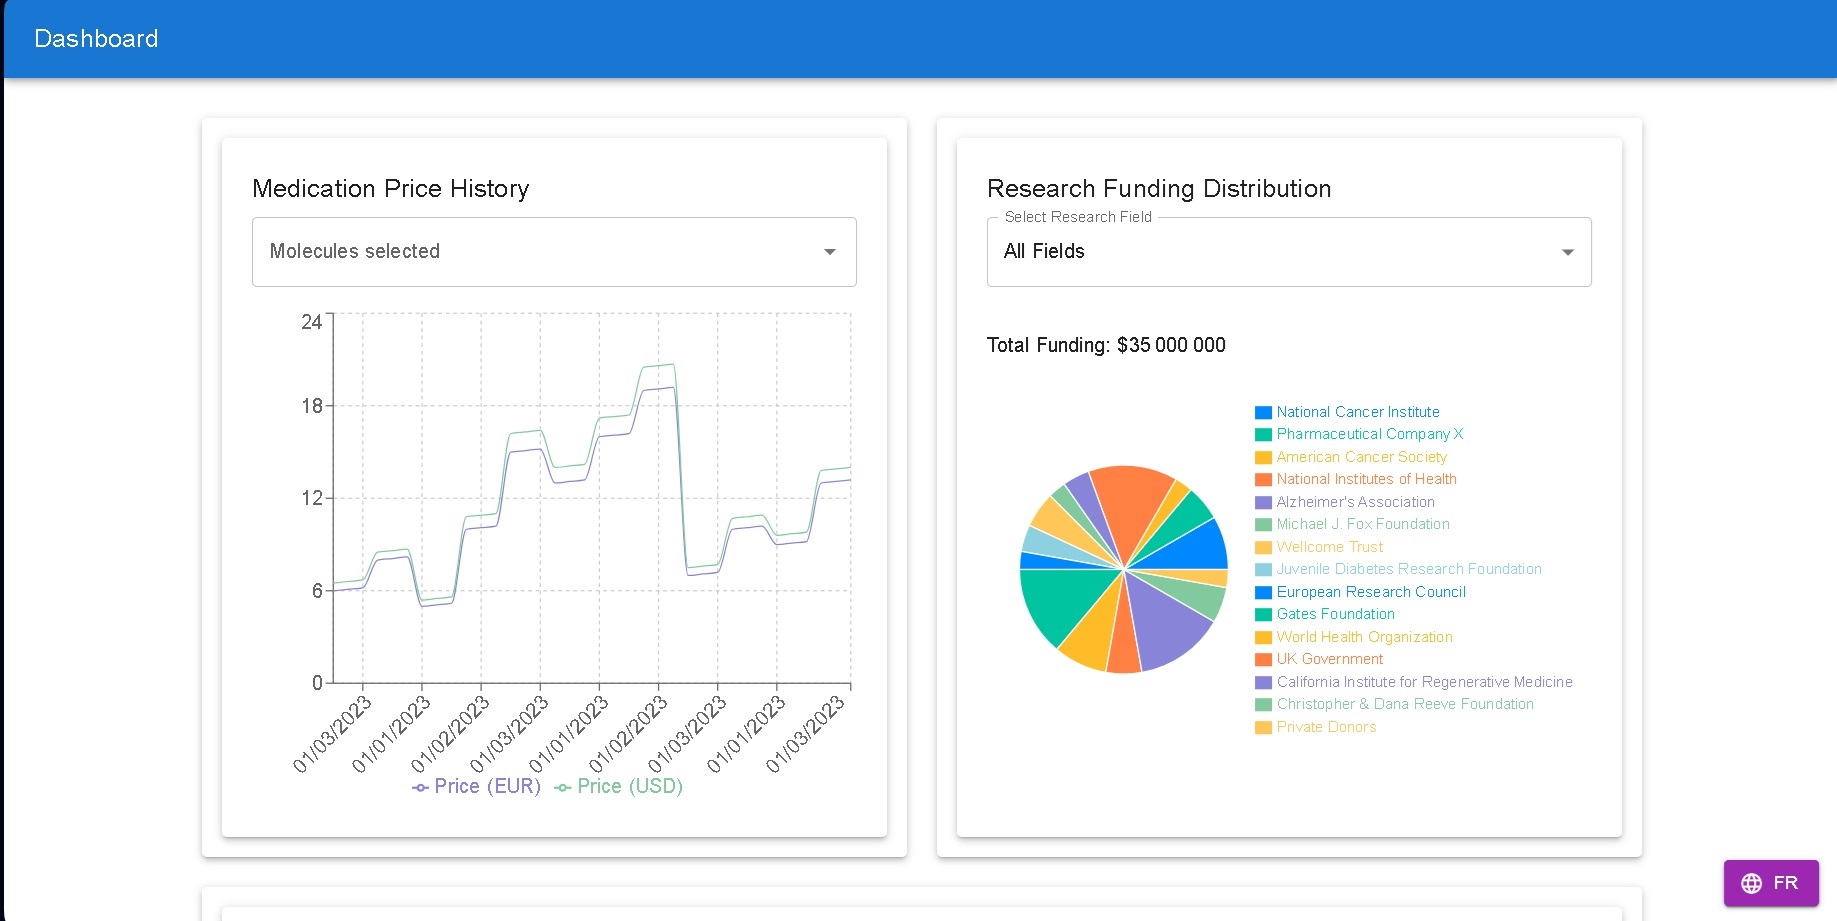 Dashboard
Medication Price History
Molecules selected
24
18
12
6
0
01/03/2023
01/01/2023
01/02/2023
01/03/2023
01/01/2023
01/02/2023
01/03/2023
01/01/2023
01/03/2023
Price (EUR) Price (USD)
Research Funding Distribution
Select Research Field
All Fields
Total Funding: $35 000 000
National Cancer Institute
Pharmaceutical Company X
American Cancer Society
National Institutes of Health
Alzheimer's Association
Michael J. Fox Foundation
Wellcome Trust
Juvenile Diabetes Research Foundation
European Research Council
Gates Foundation
World Health Organization
UK Government
California Institute for Regenerative Medicine
Christopher & Dana Reeve Foundation
Private Donors
FR